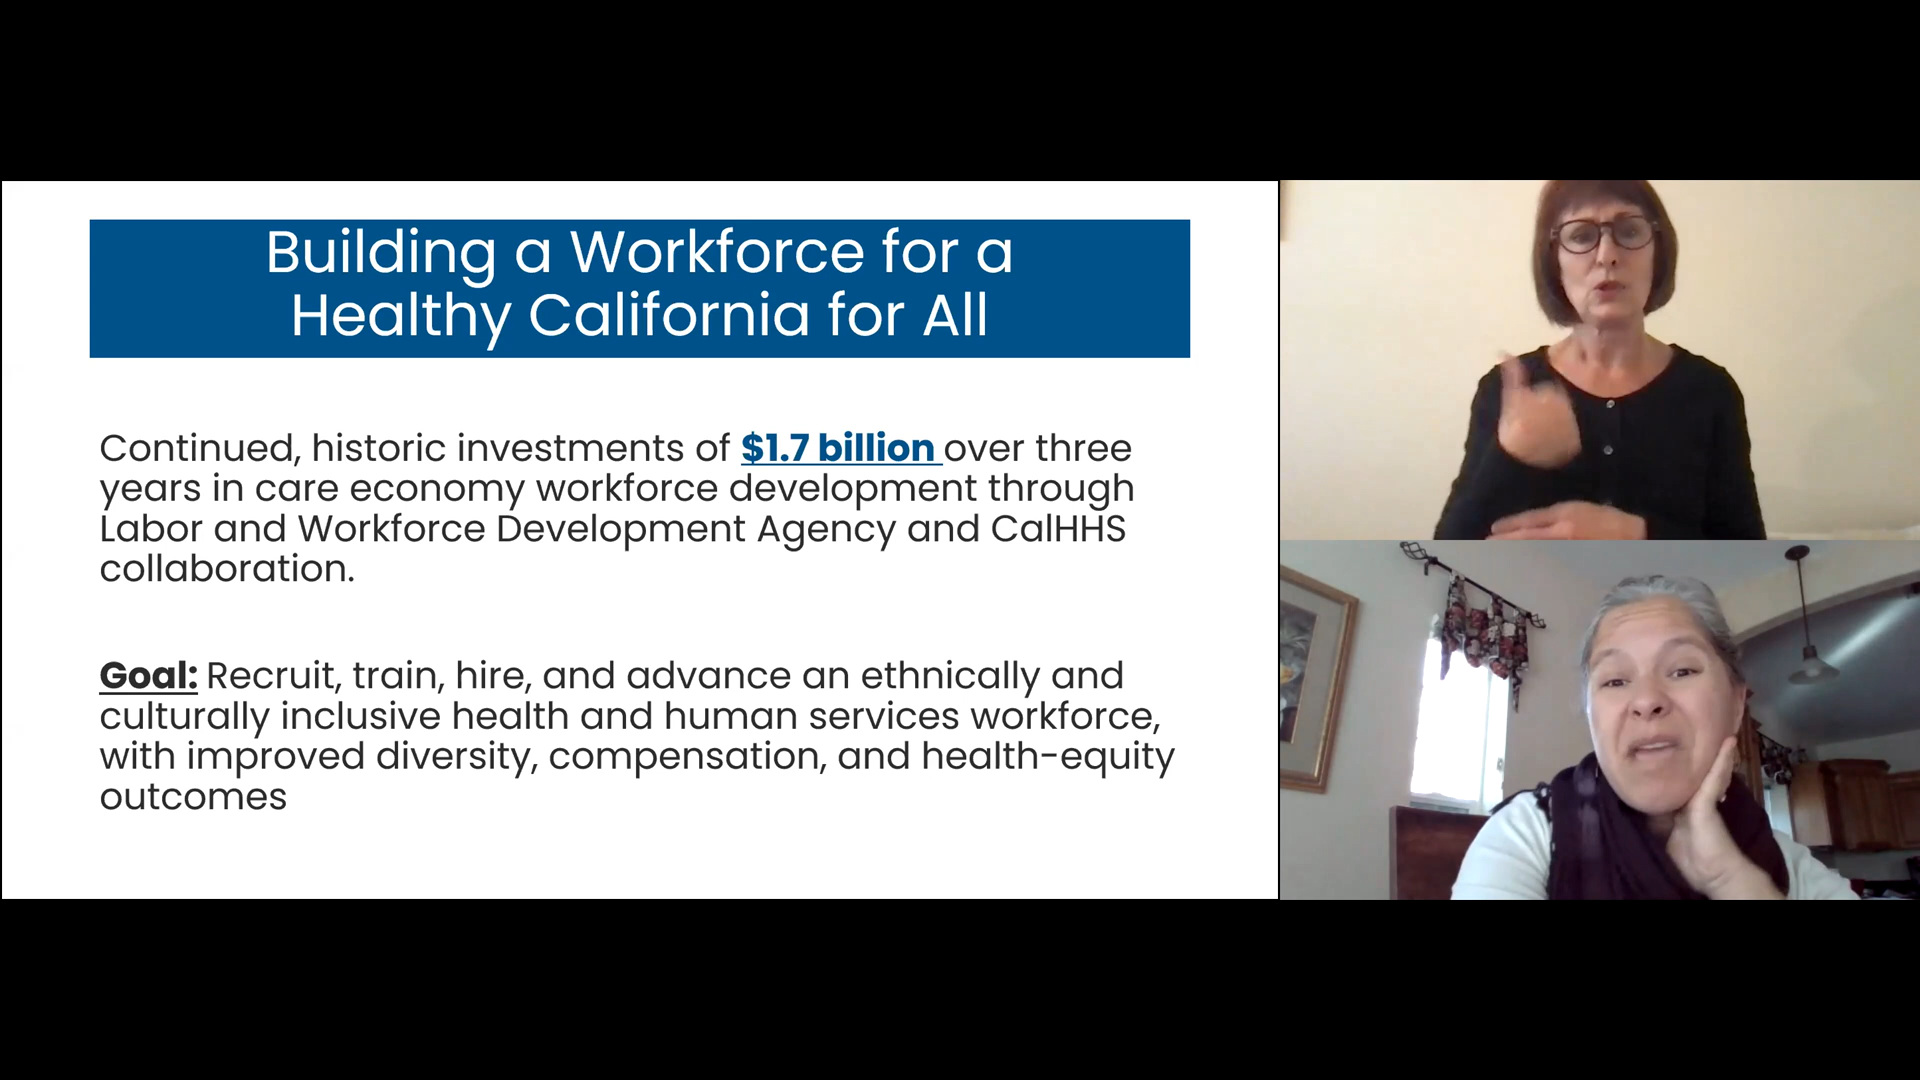 Building a Workforce for a
Healthy California for All
Continued, historic investments of $1.7 billion over three
years in care economy workforce development through
Labor and Workforce Development Agency and CalHHS
collaboration.
Goal: Recruit, train, hire, and advance an ethnically and
culturally inclusive health and human services workforce,
with improved diversity, compensation, and health-equity
outcomes